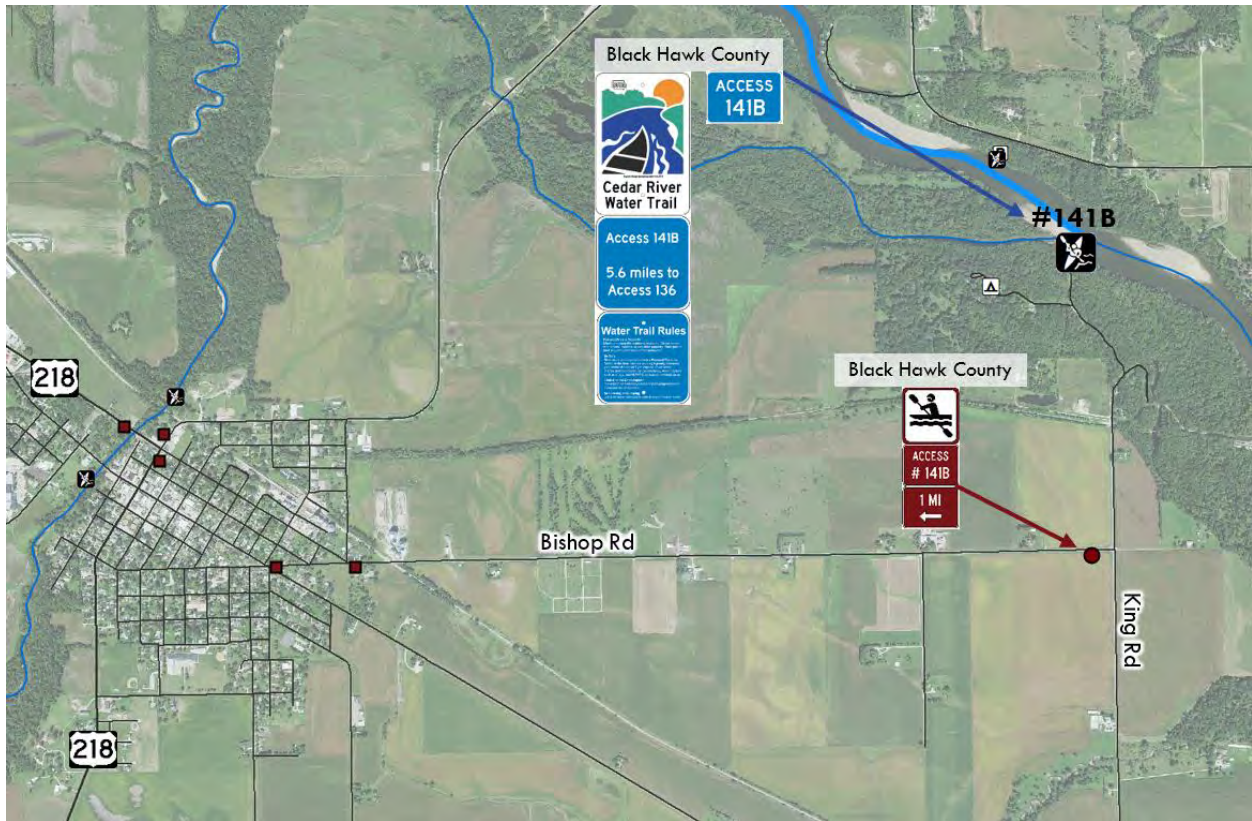 Black Hawk County
ACCESS
141B
Cedar River
Water Trail
Access 141B
5.6 miles to
Access 136
Water Trail Rules
#141B
218
Black Hawk County
ACCESS
# 141B
1 MI
Bishop Rd
King Rd
218